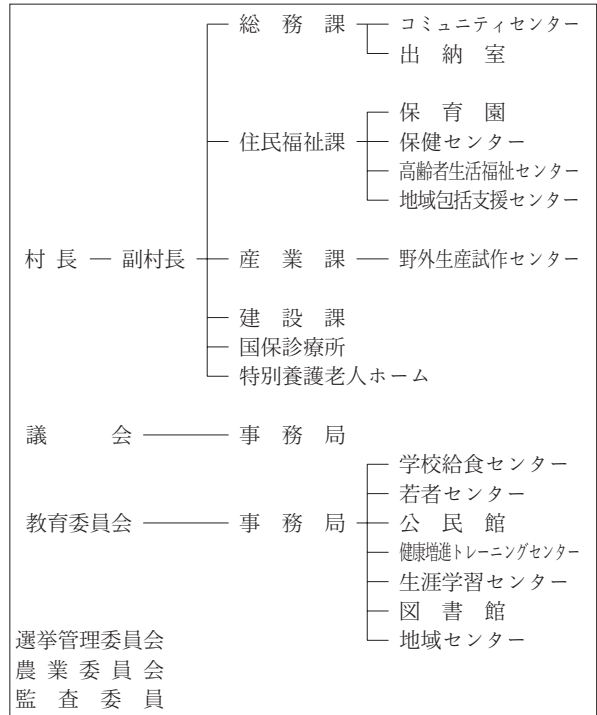 総務課 コミュニティセンター
出納室
保育園
住民福祉課 保健センター
高齢者生活福祉センター
地域包括支援センター
村長 副村長 産業課 野外生産試作センター
建設課
国保診療所
特別養護老人ホーム
議会 事務局
学校給食センター
若者センター
教育委員会 事務局 公民館
健康増進トレーニングセンター
生涯学習センター
図書館
選挙管理委員会 地域センター
農業委員会
監査委員